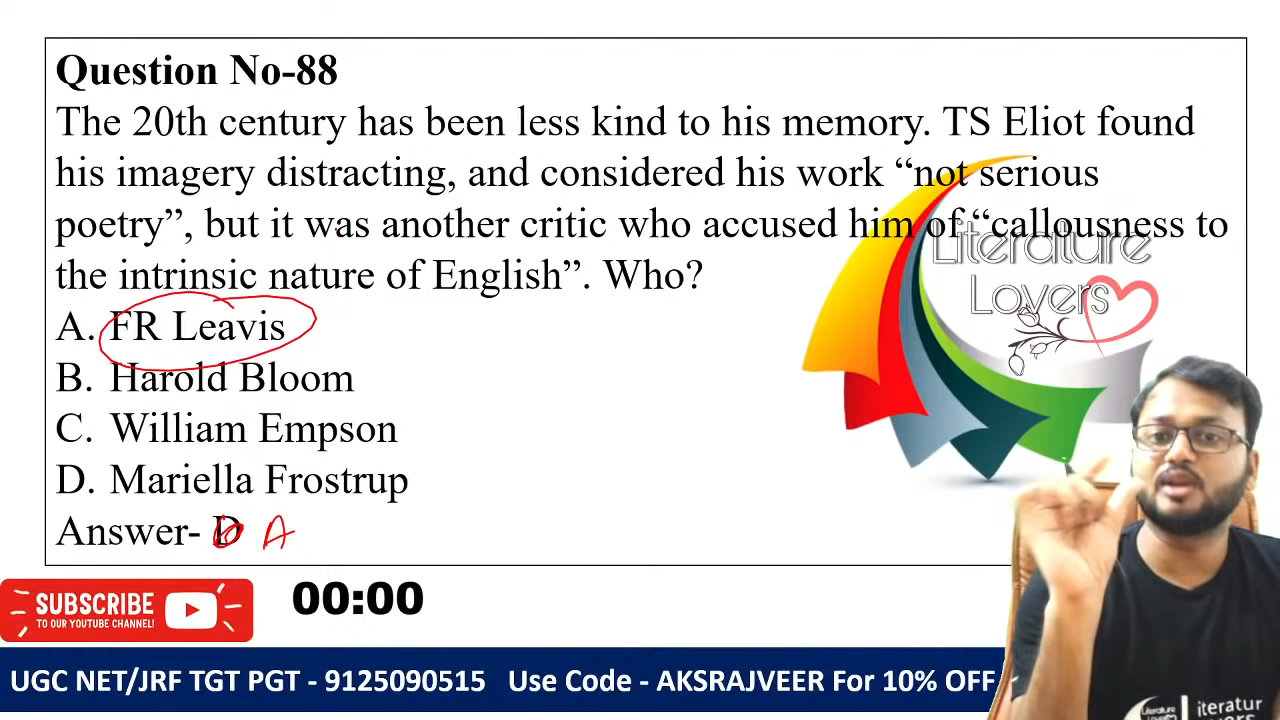 Question No-88
The 20th century has been less kind to his memory. TS Eliot found
his imagery distracting, and considered his work “not serious
poetry”, but it was another critic who accused him of “callousness to
the intrinsic nature of English”. Who?
Literature
Lovers
A. FR Leavis
B. Harold Bloom
C. William Empson
D. Mariella Frostrup
Answer- D A
SUBSCRIBE
TO OUR YOUTUBE CHANNEL!
00:00
UGC NET/JRF TGT PGT - 9125090515 Use Code - AKSRAJVEER For 10% OFF